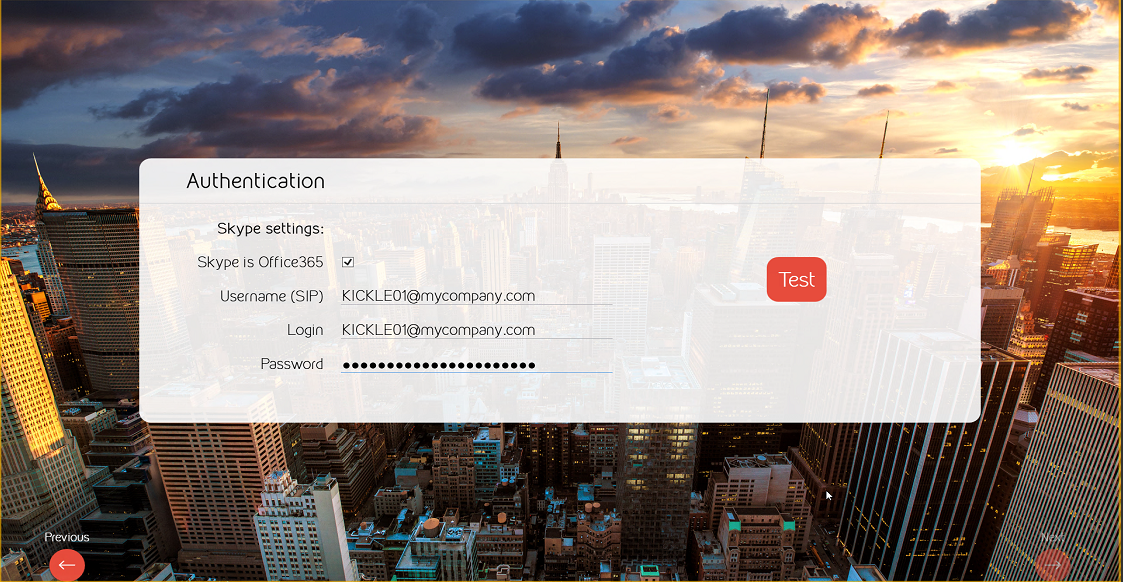 Authentication
Skype settings:
Skype is Office365
Username (SIP) KICKLE01@mycompany.com
Test
Login KICKLE01@mycompany.com
Password ••••••••••••••••••••••
Previous
Next